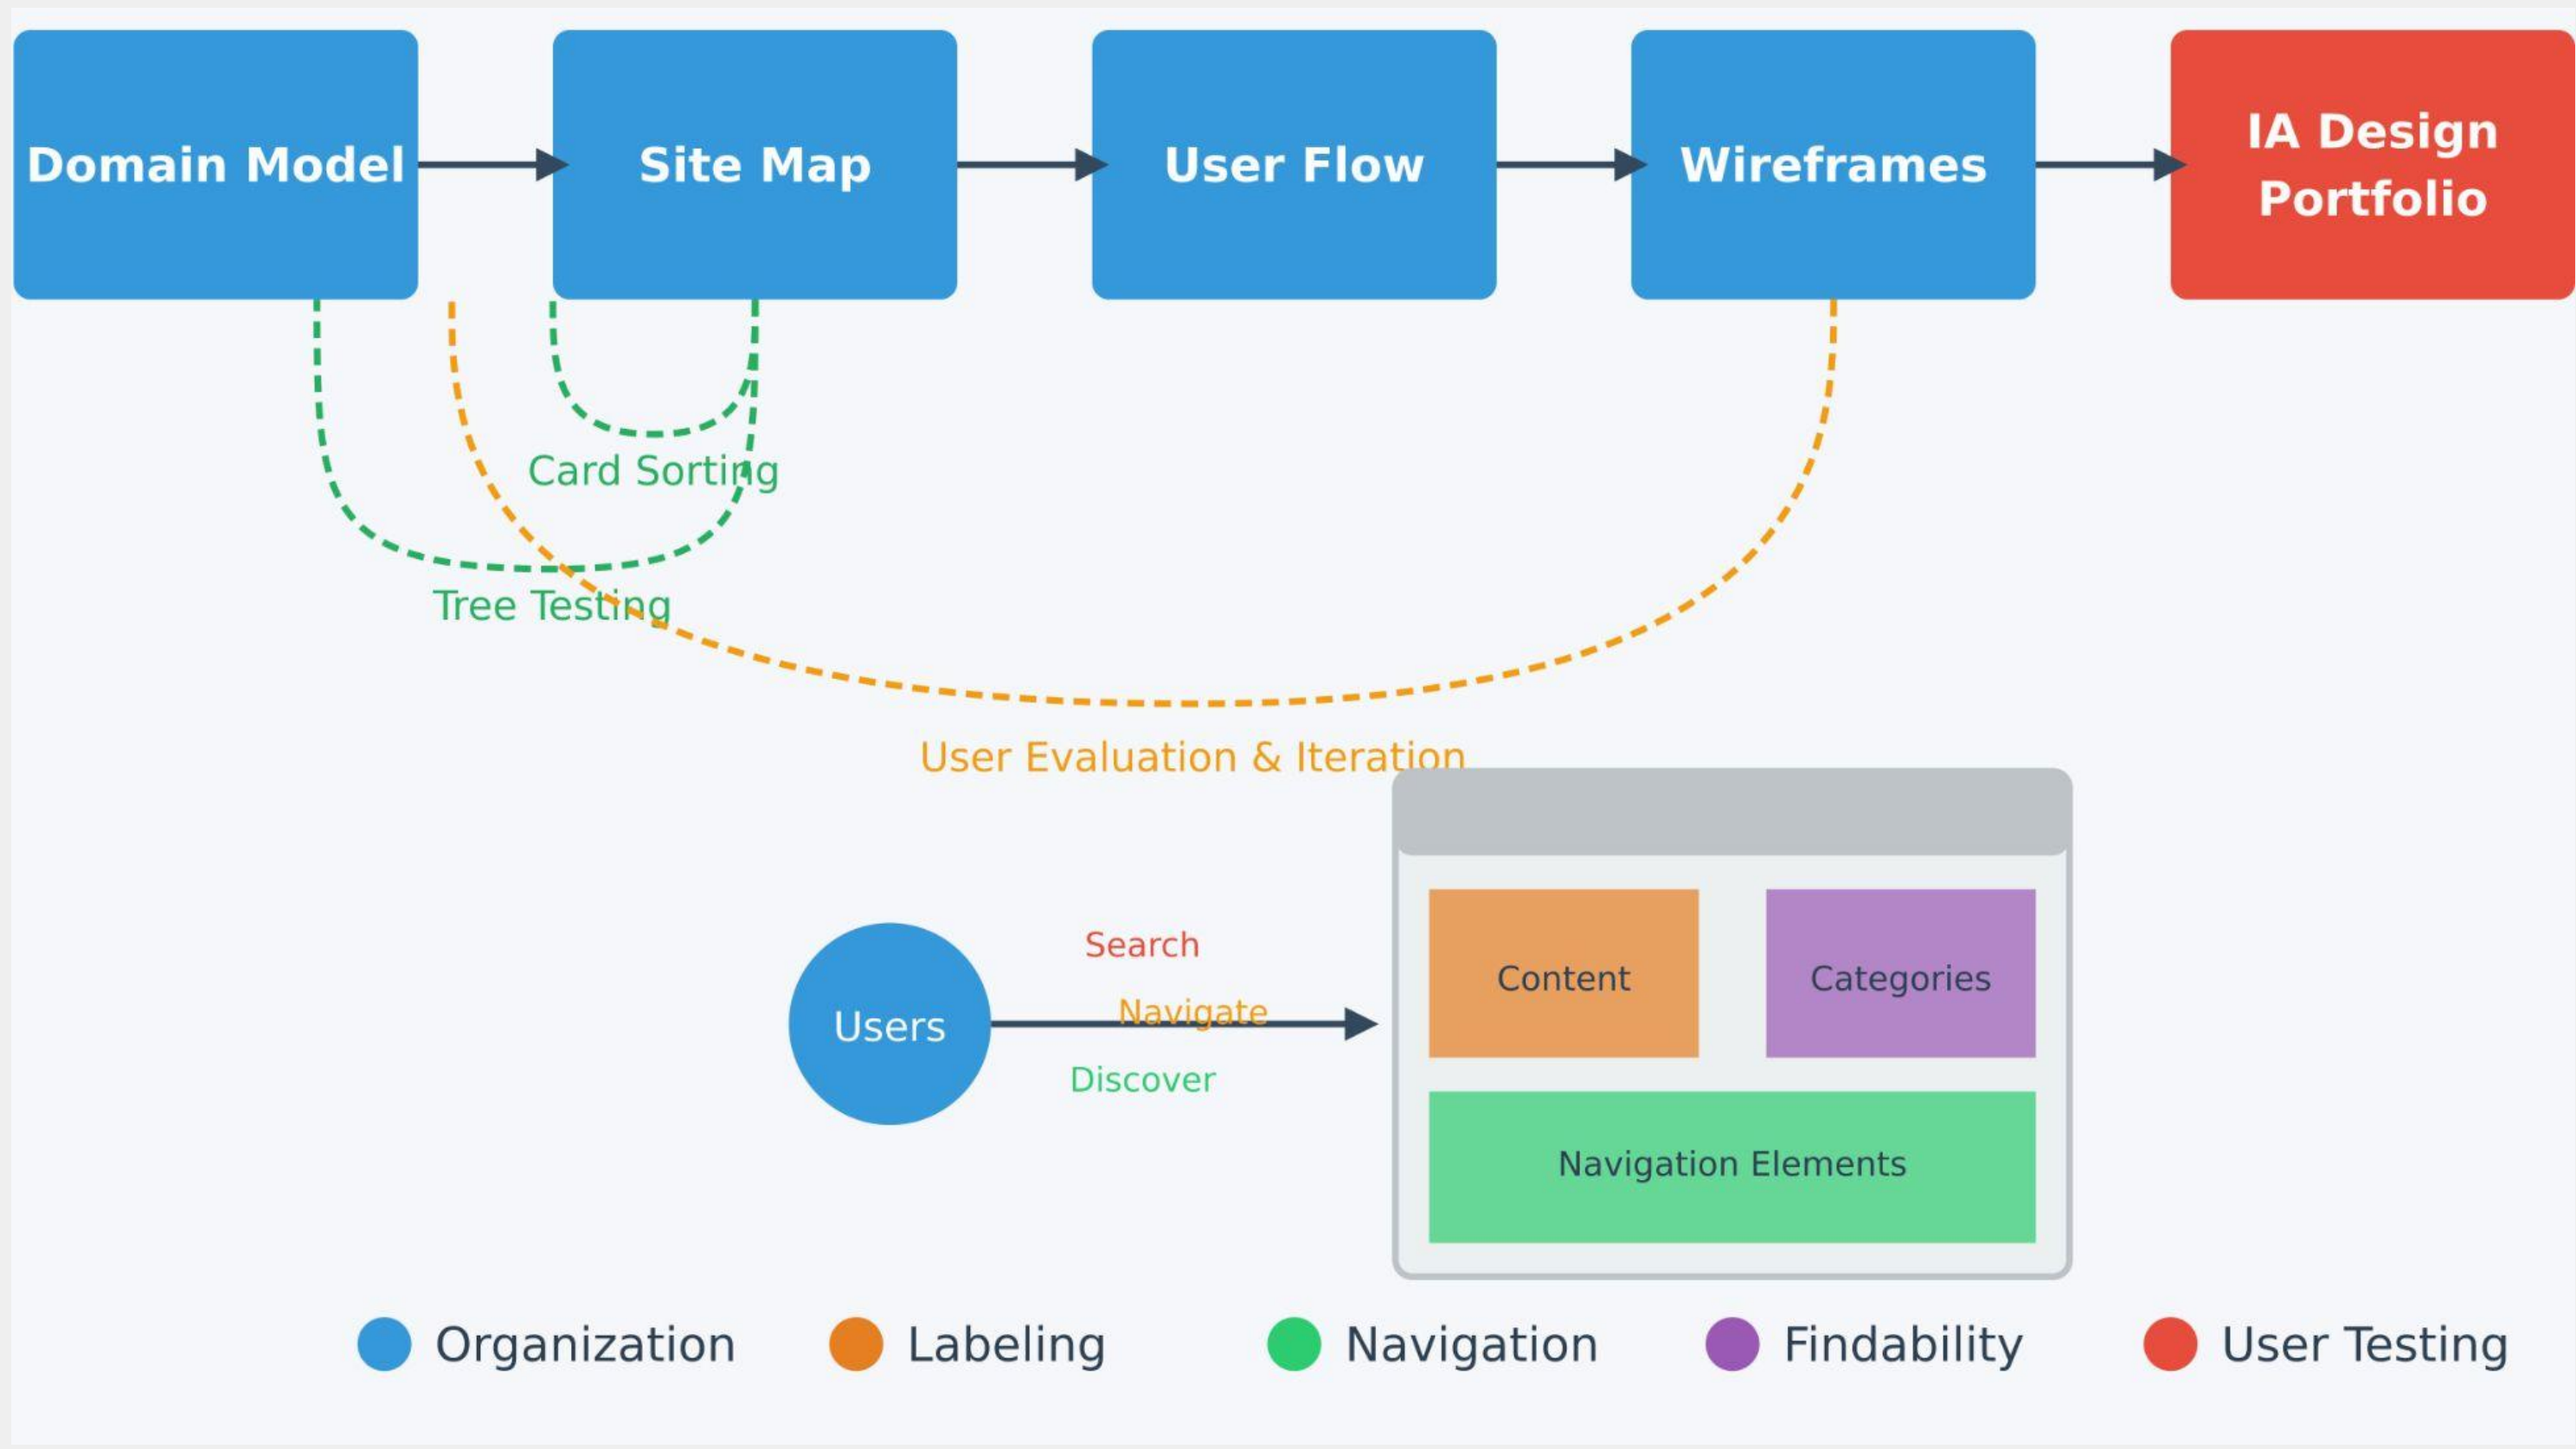 Domain Model
Site Map
User Flow
Wireframes
IA Design
Portfolio
Card Sorting
Tree Testing
User Evaluation & Iteration
Search
Navigate
Discover
Users
Content
Categories
Navigation Elements
Organization
Labeling
Navigation
Findability
User Testing